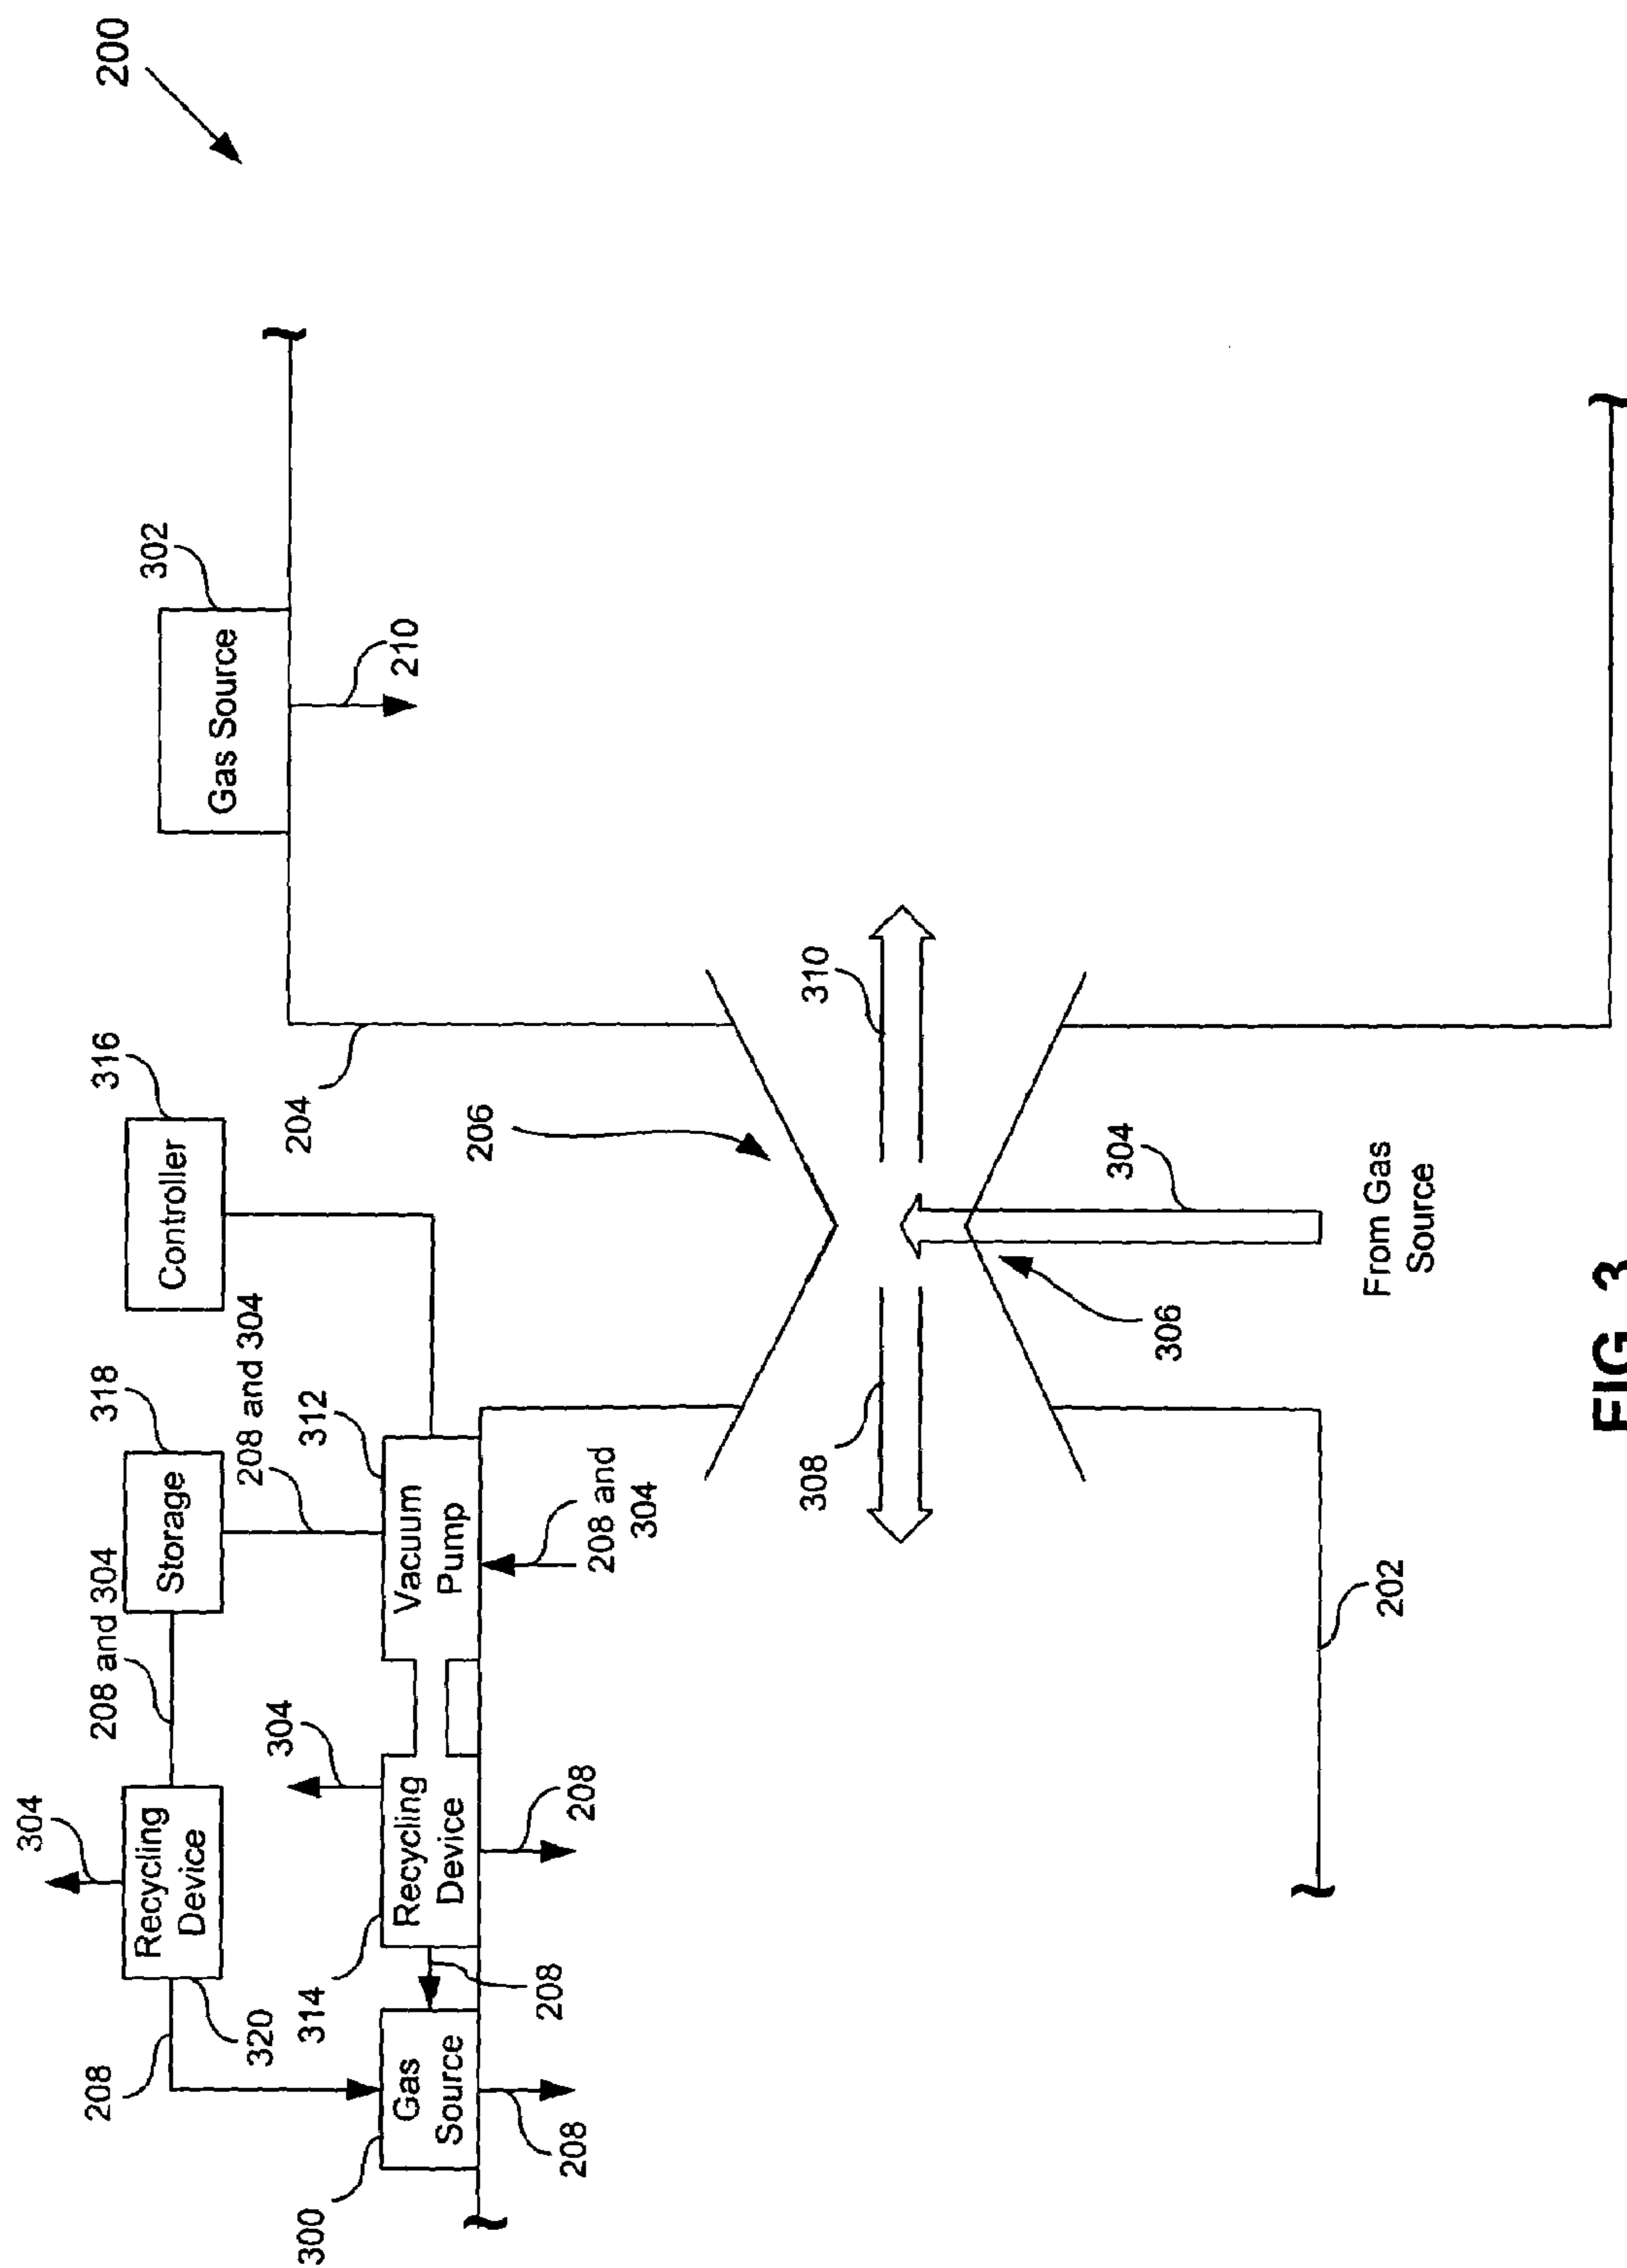 200
304
208 and 304
318
316
302
208
Recycling
Device
Storage
Controller
Gas Source
320
304
208 and 304
210
300
314
312
204
Gas
Source
Recycling
Device
Vacuum
Pump
206
208
208
208
208 and
304
308
310
306
304
202
From Gas
Source
FIG. 3